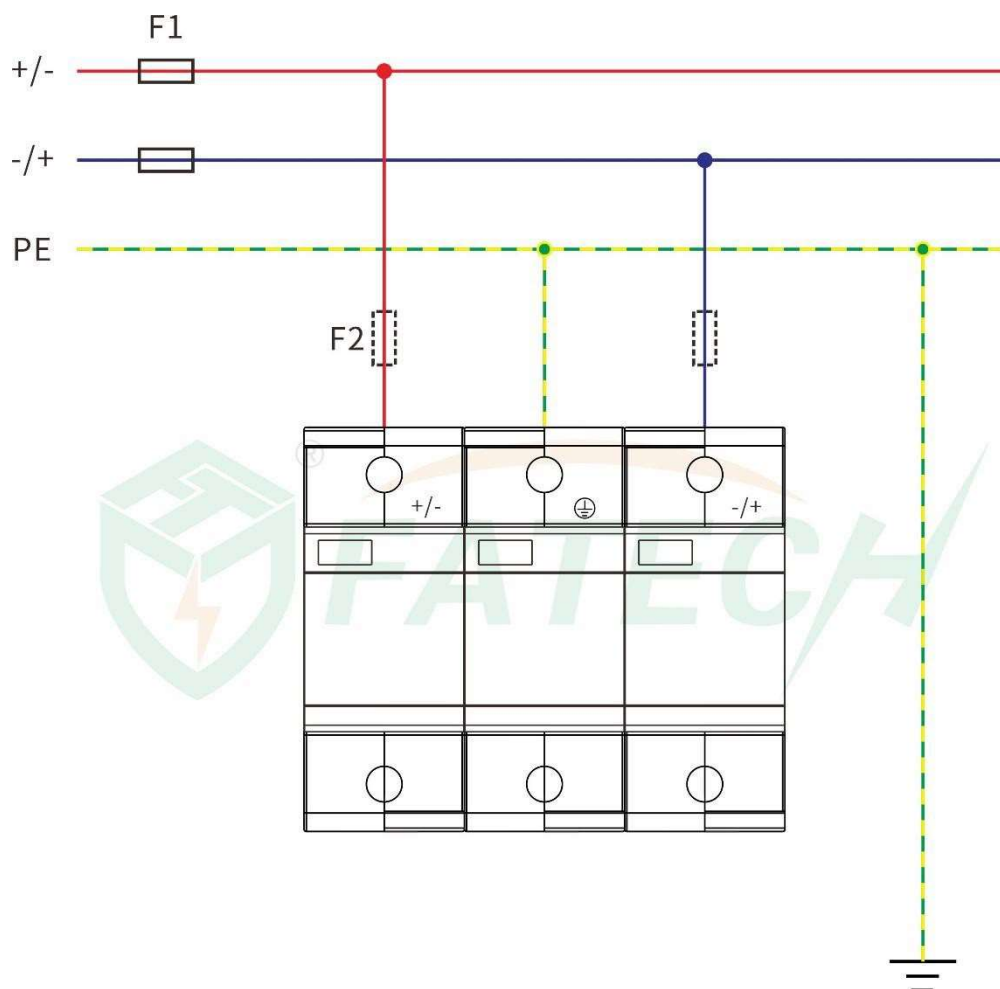 F1
+/-
-/+
PE
F2
+/-
-/+
®
FATECH